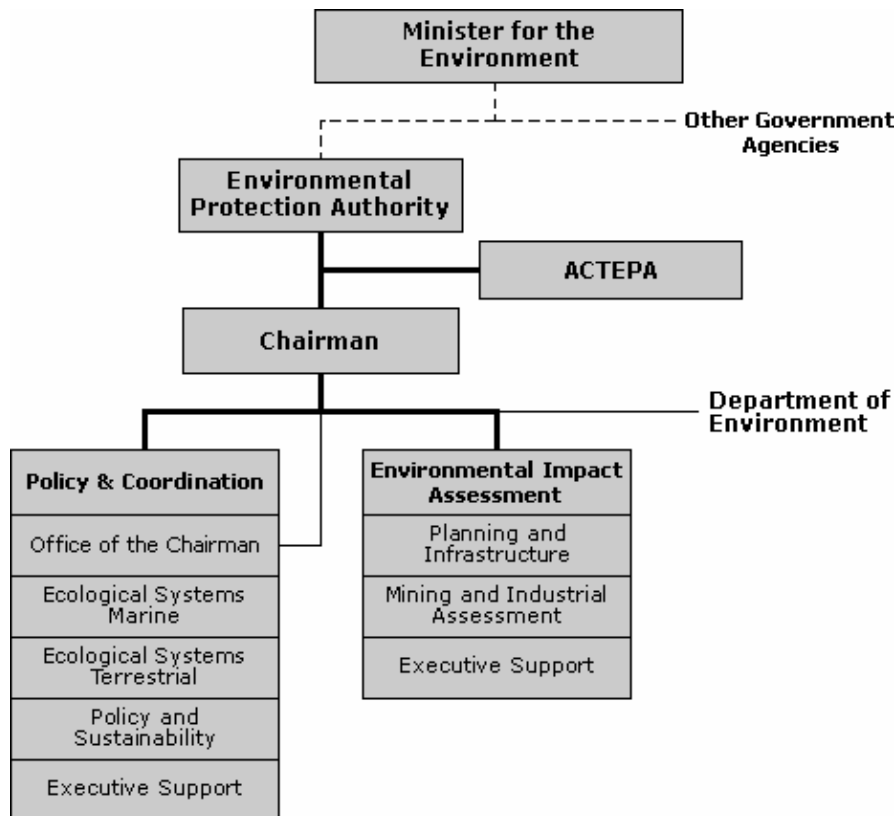 Minister for the
Environment
Other Government
Agencies
Environmental
Protection Authority
ACTEPA
Chairman
Department of
Environment
Policy & Coordination
Office of the Chairman
Ecological Systems
Marine
Ecological Systems
Terrestrial
Policy and
Sustainability
Executive Support
Environmental Impact
Assessment
Planning and
Infrastructure
Mining and Industrial
Assessment
Executive Support